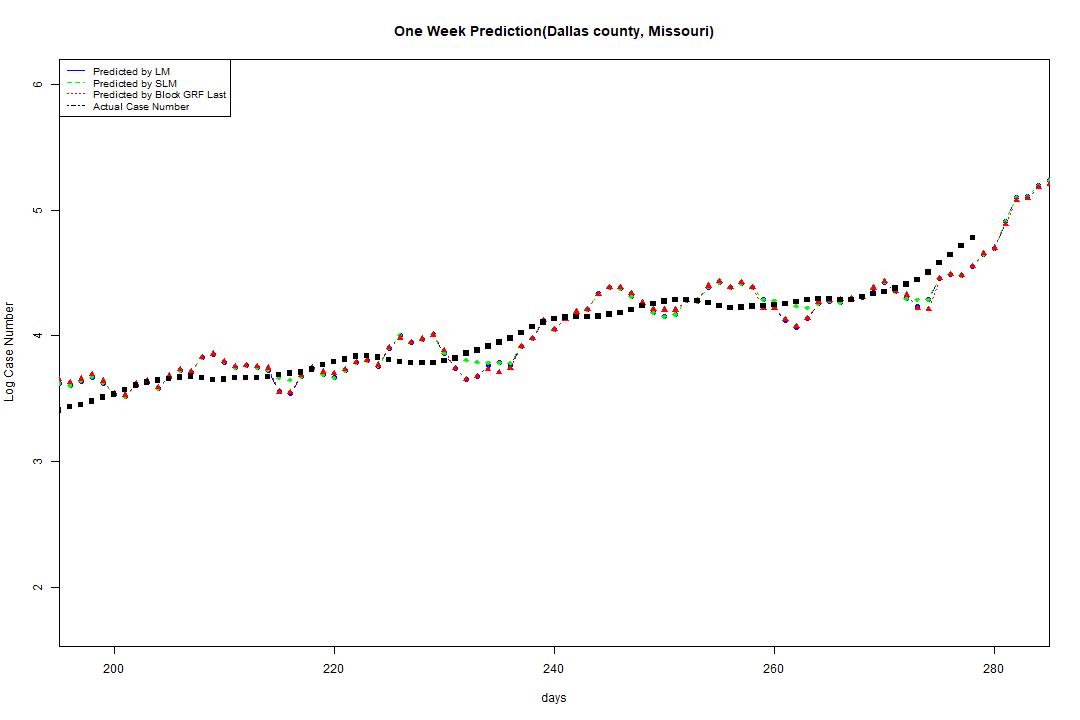 One Week Prediction(Dallas county, Missouri)
Predicted by LM
Predicted by SLM
Predicted by Block GRF Last
Actual Case Number
6
5
4
3
2
Log Case Number
200 220 240 260 280
days